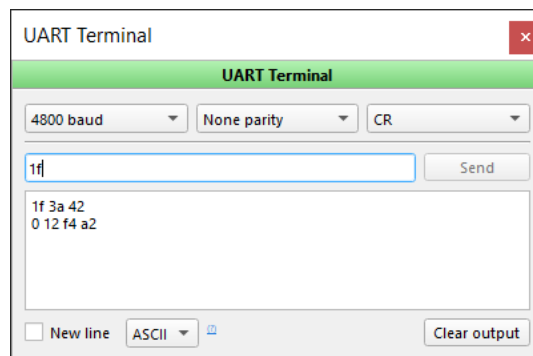 UART Terminal
UART Terminal
4800 baud None parity CR
1f Send
1f 3a 42
0 12 f4 a2
New line ASCII (?) Clear output